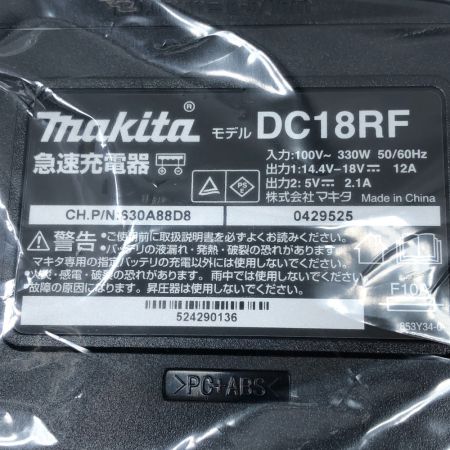 makita® モデル DC18RF
急速充電器
入力:100V~ 330W 50/60Hz
出力1:14.4V-18V 12A
出力2: 5V 2.1A
株式会社マキタ Made in China
PS
E
CH.P/N:630A88D8 0429525
警告・ご使用前に取扱説明書を必ずよくお読みください。
・バッテリの液漏れ・発熱・破裂の恐れがあります。
マキタ専用の指定バッテリの充電以外には使用しないでください。
火災・感電・破裂の恐れがあります。雨中では使用しないでください。
故障の原因になります。昇圧器は使用しないでください。
524290136
853Y34-0
>PC+ABS<